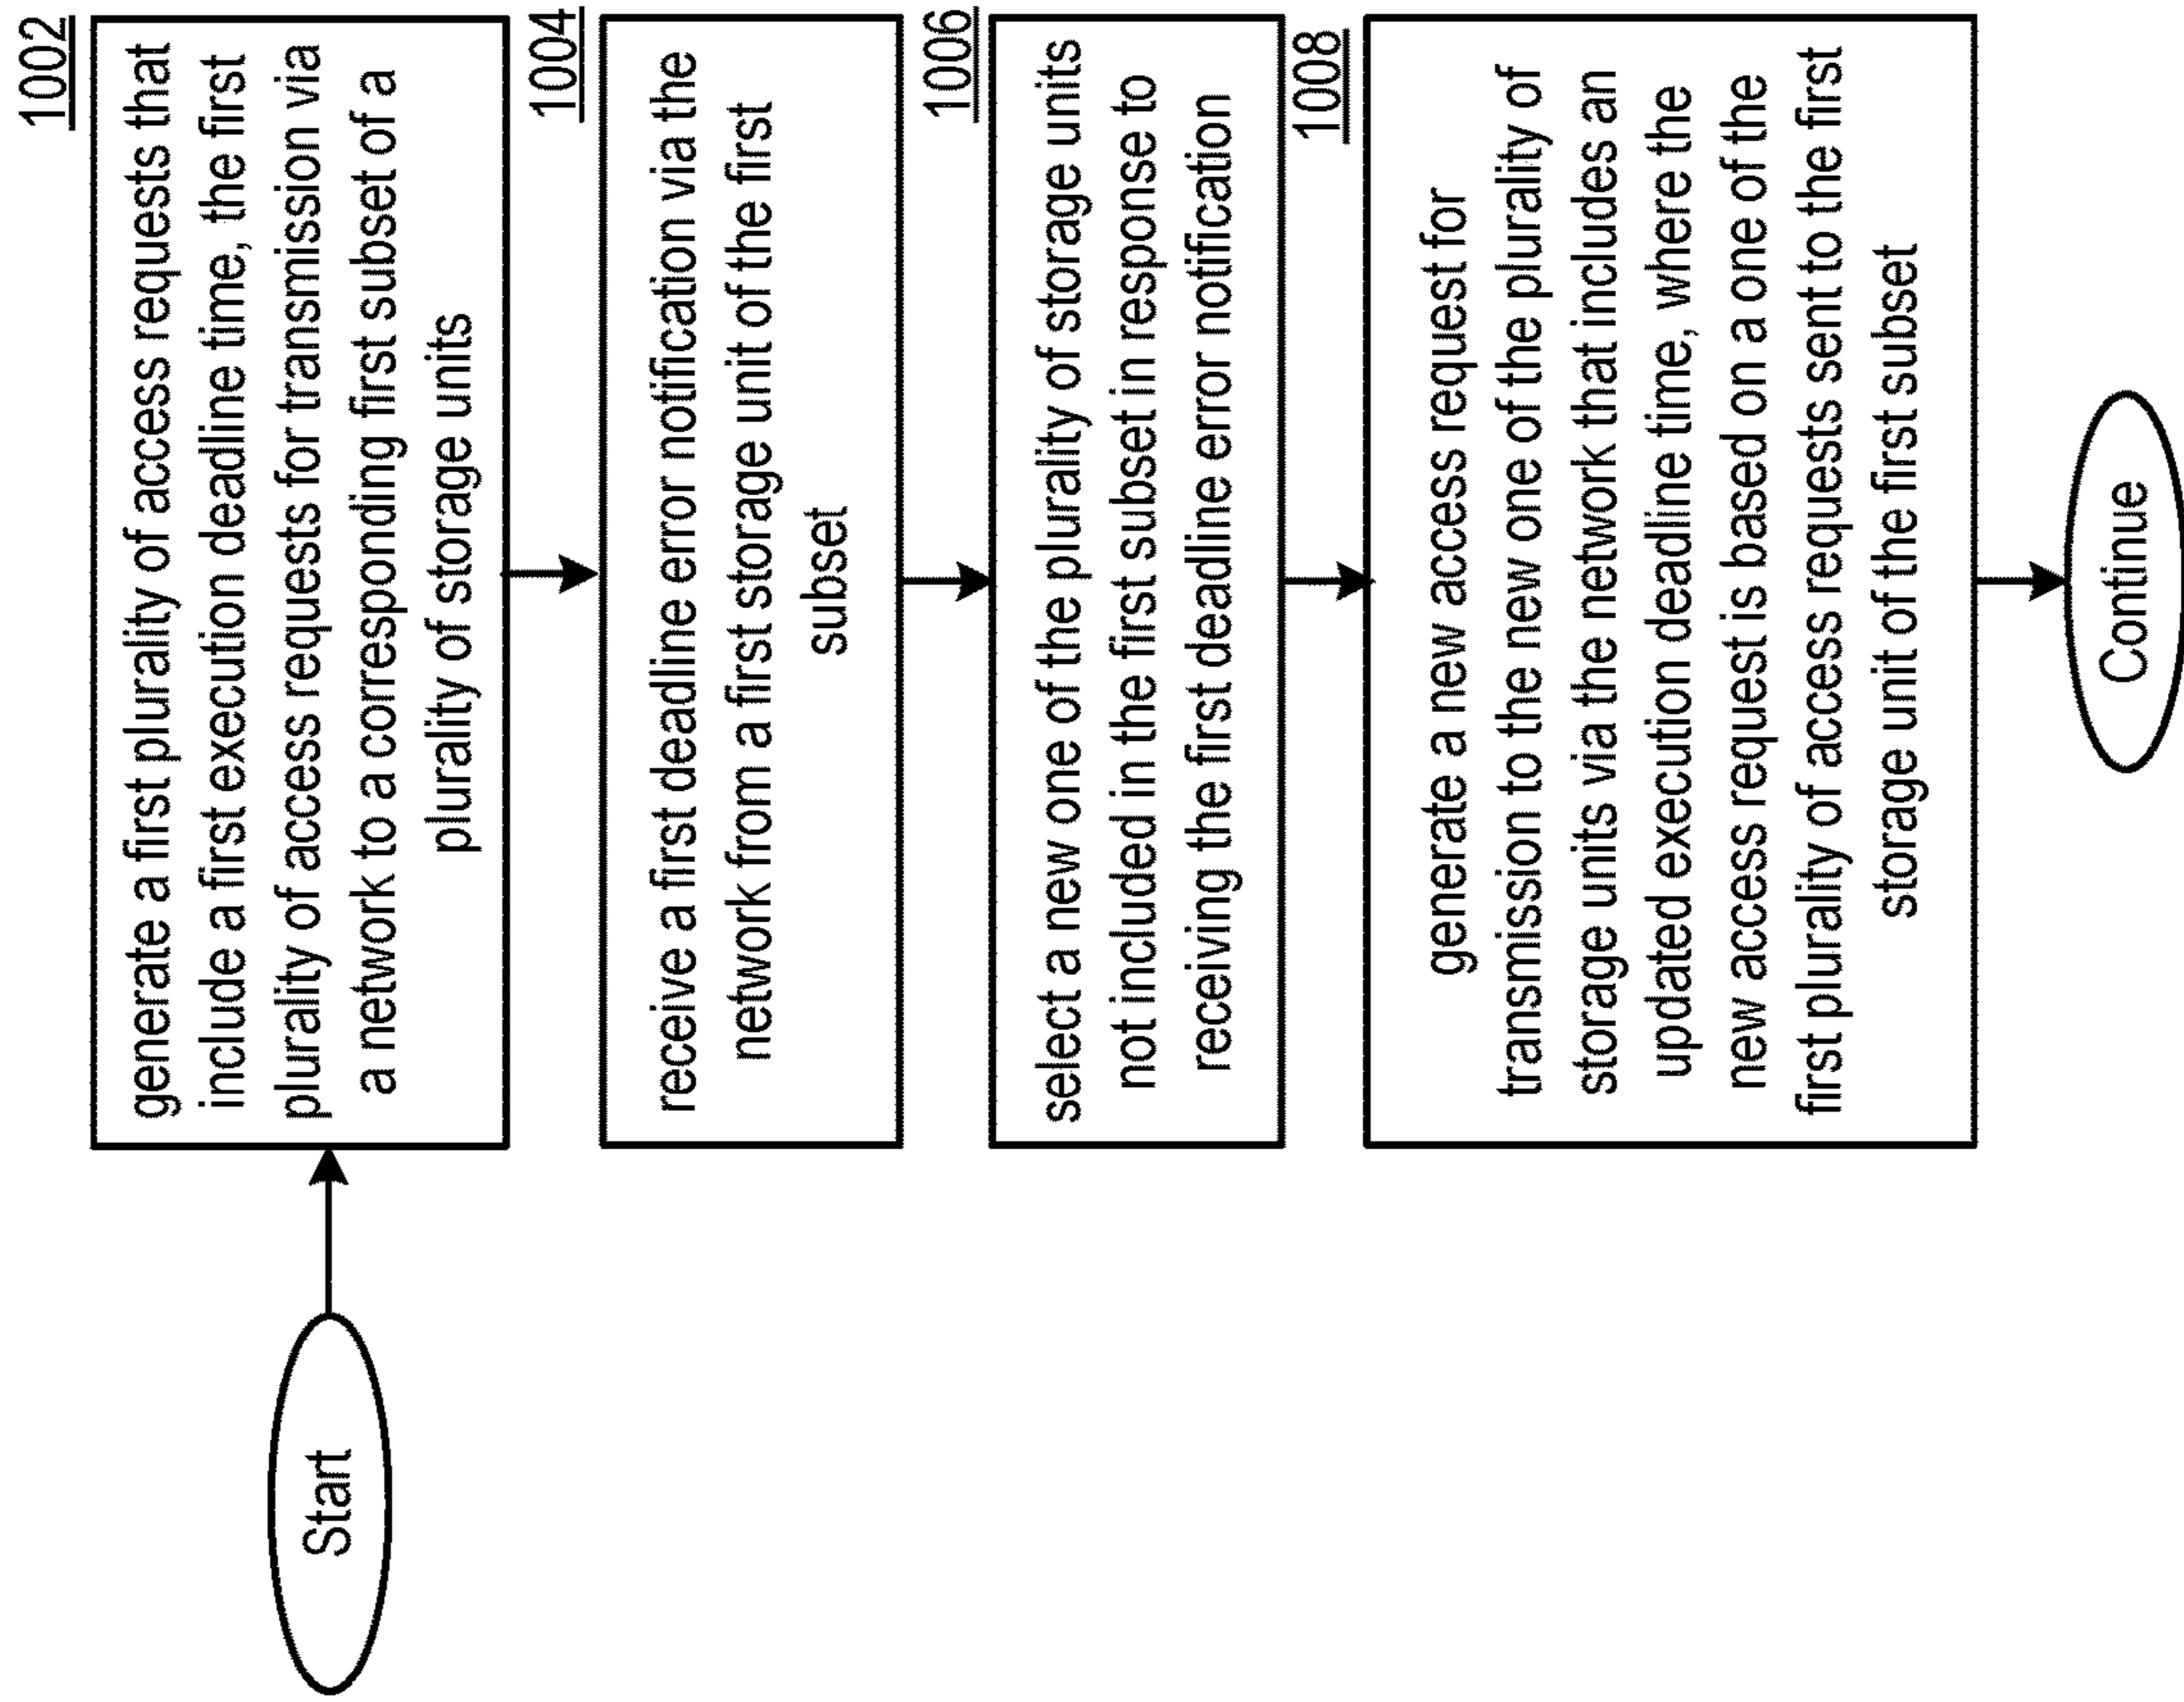 Start
1002
generate a first plurality of access requests that
include a first execution deadline time, the first
plurality of access requests for transmission via
a network to a corresponding first subset of a
plurality of storage units
1004
receive a first deadline error notification via the
network from a first storage unit of the first
subset
1006
select a new one of the plurality of storage units
not included in the first subset in response to
receiving the first deadline error notification
1008
generate a new access request for
transmission to the new one of the plurality of
storage units via the network that includes an
updated execution deadline time, where the
new access request is based on a one of the
first plurality of access requests sent to the first
storage unit of the first subset
Continue